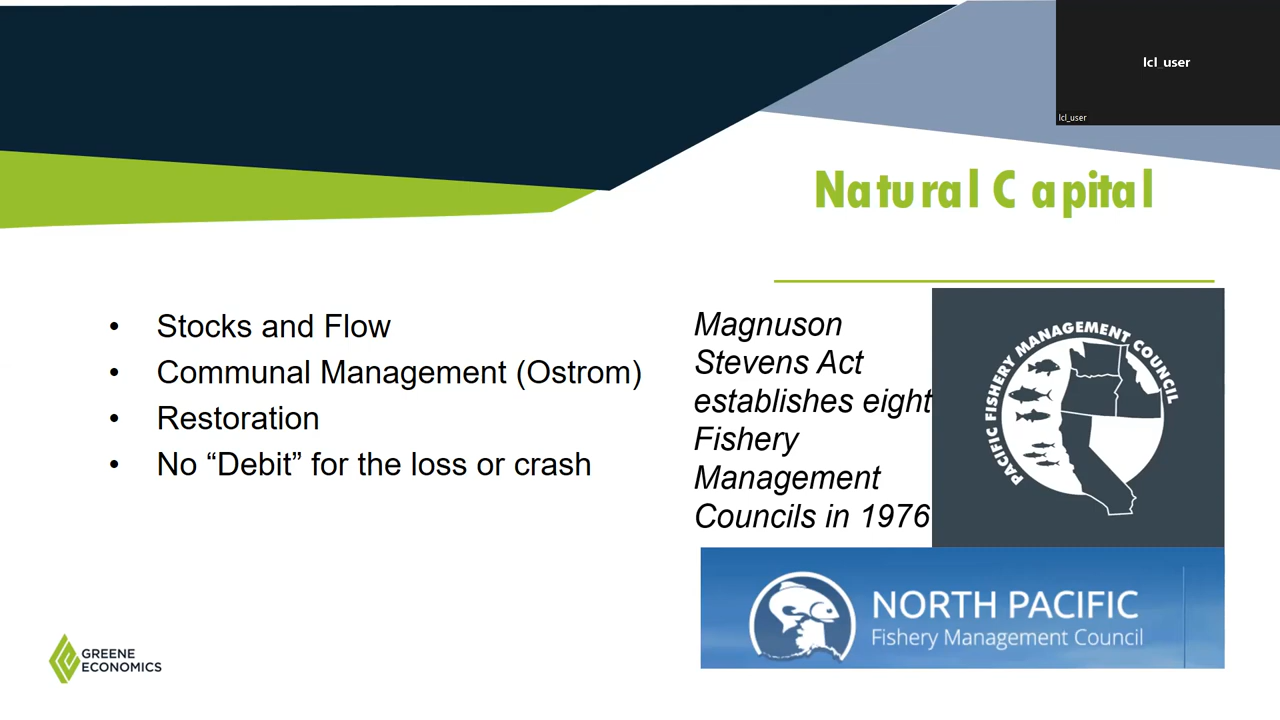 lcl_user
lcl_user
Natural Capital
• Stocks and Flow
• Communal Management (Ostrom)
• Restoration
• No “Debit” for the loss or crash
Magnuson
Stevens Act
establishes eight
Fishery
Management
Councils in 1976
PACIFIC FISHERY MANAGEMENT COUNCIL
NORTH PACIFIC
Fishery Management Council
GREENE
ECONOMICS